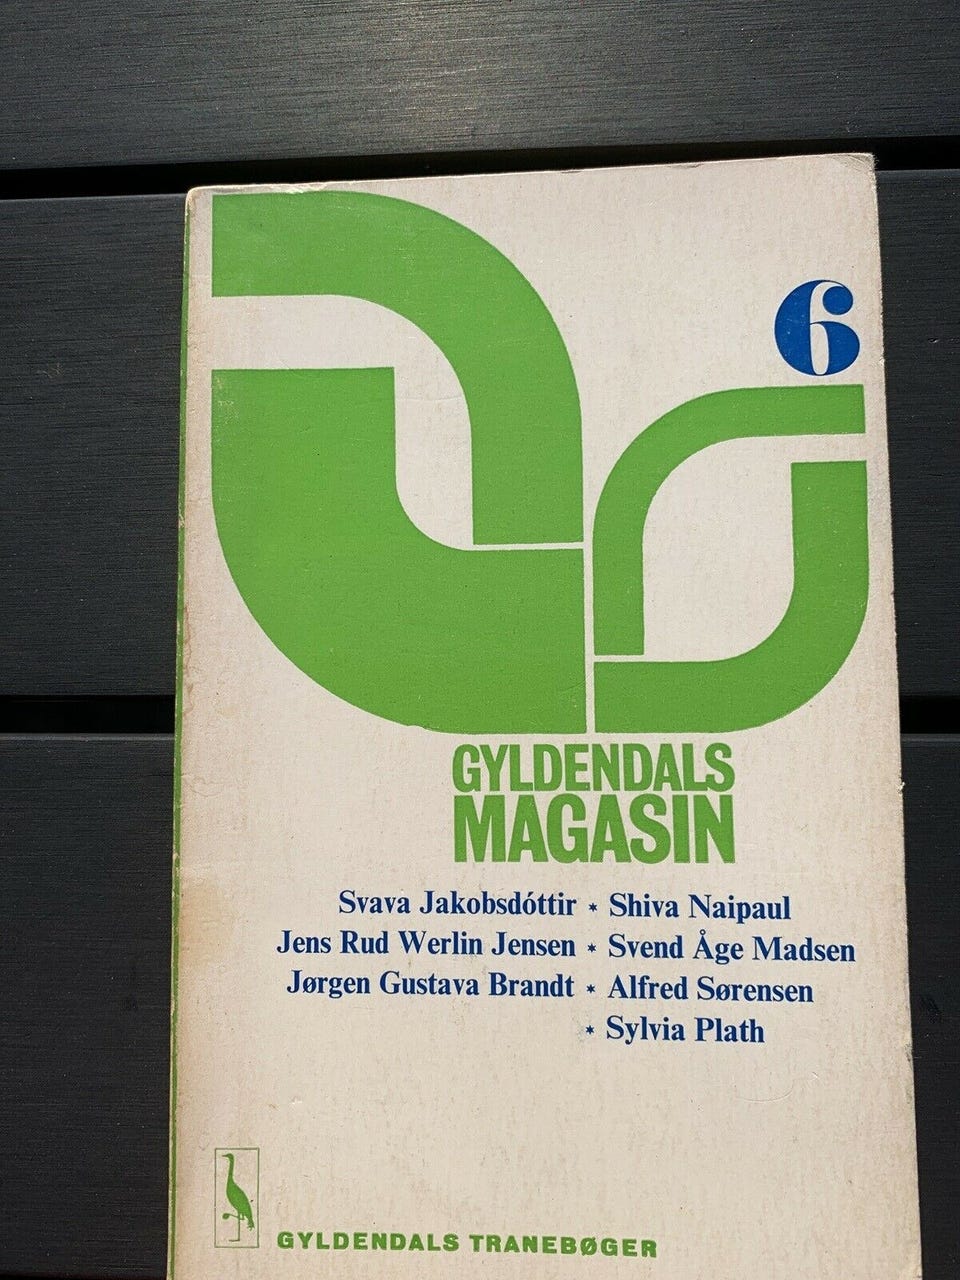 6
GYLDENDALS
MAGASIN
Svava Jakobsdóttir * Shiva Naipaul
Jens Rud Werlin Jensen * Svend Åge Madsen
Jørgen Gustava Brandt * Alfred Sørensen
* Sylvia Plath
GYLDENDALS TRANEBØGER